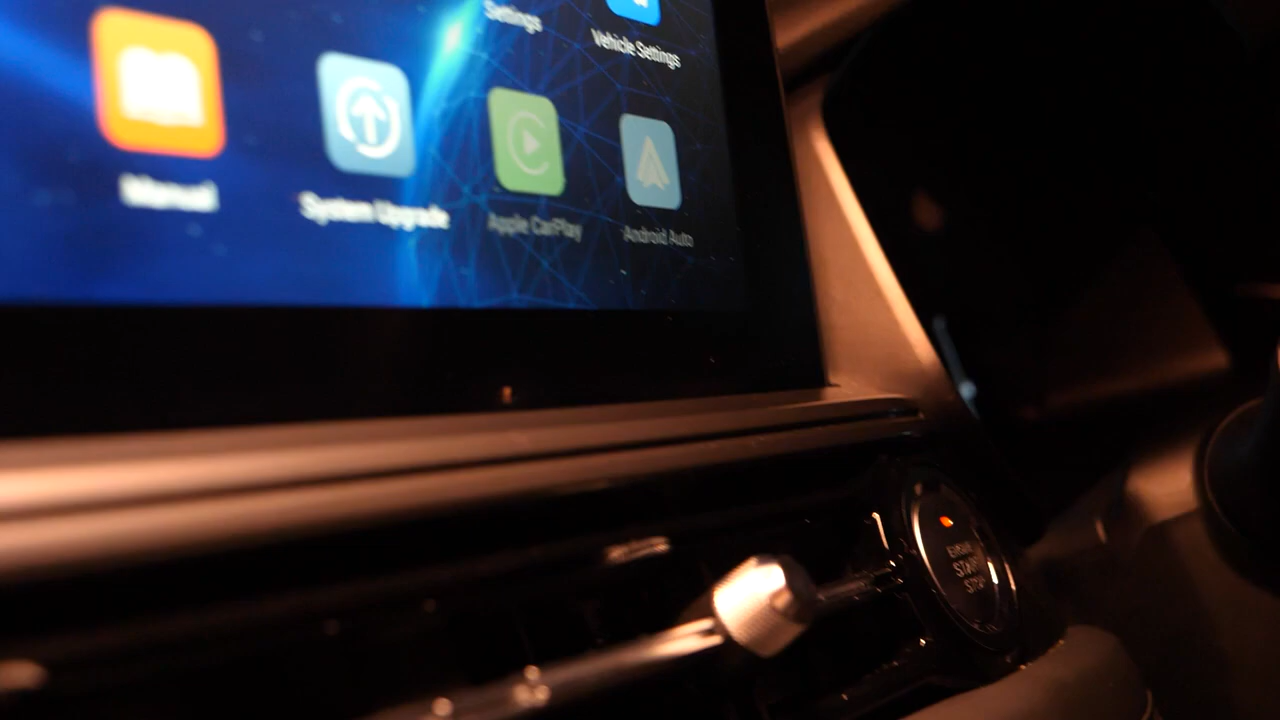 Settings
Vehicle Settings
Manual
System Upgrade
Apple CarPlay
Android Auto
ENGINE
START
STOP